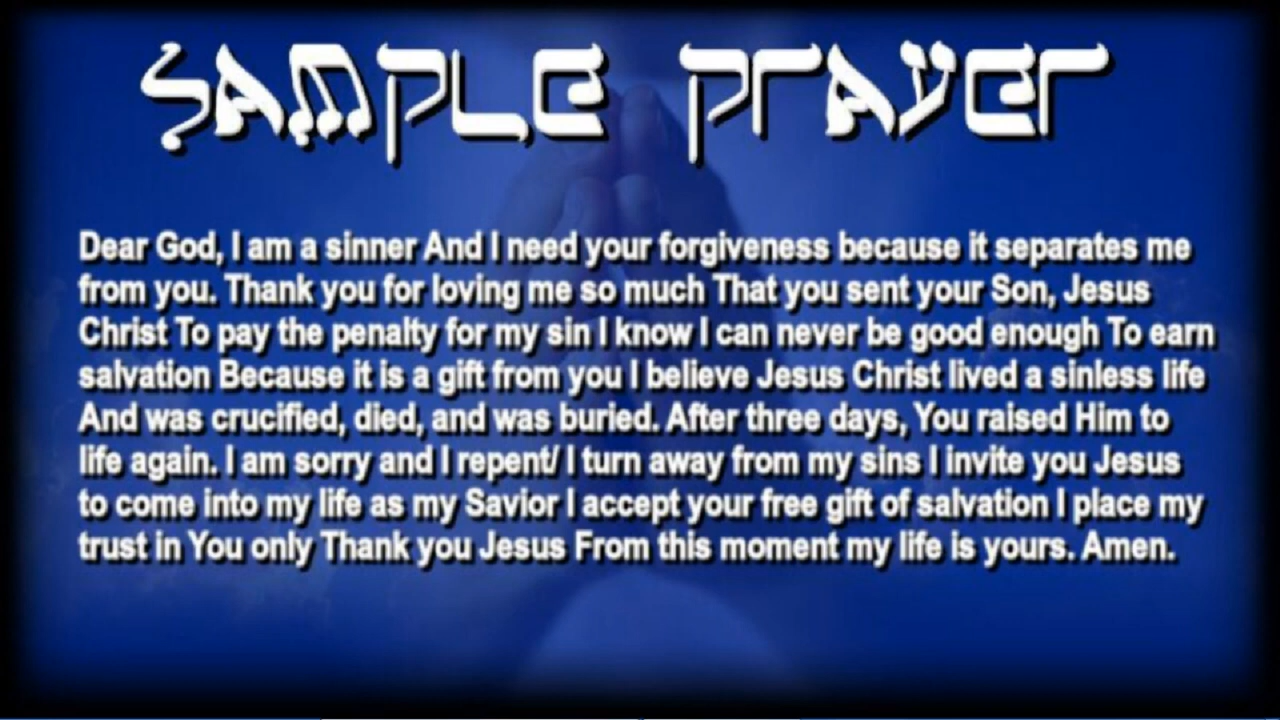 SAMPLE PRAYER
Dear God, I am a sinner And I need your forgiveness because it separates me
from you. Thank you for loving me so much That you sent your Son, Jesus
Christ To pay the penalty for my sin I know I can never be good enough To earn
salvation Because it is a gift from you I believe Jesus Christ lived a sinless life
And was crucified, died, and was buried. After three days, You raised Him to
life again. I am sorry and I repent/ I turn away from my sins I invite you Jesus
to come into my life as my Savior I accept your free gift of salvation I place my
trust in You only Thank you Jesus From this moment my life is yours. Amen.